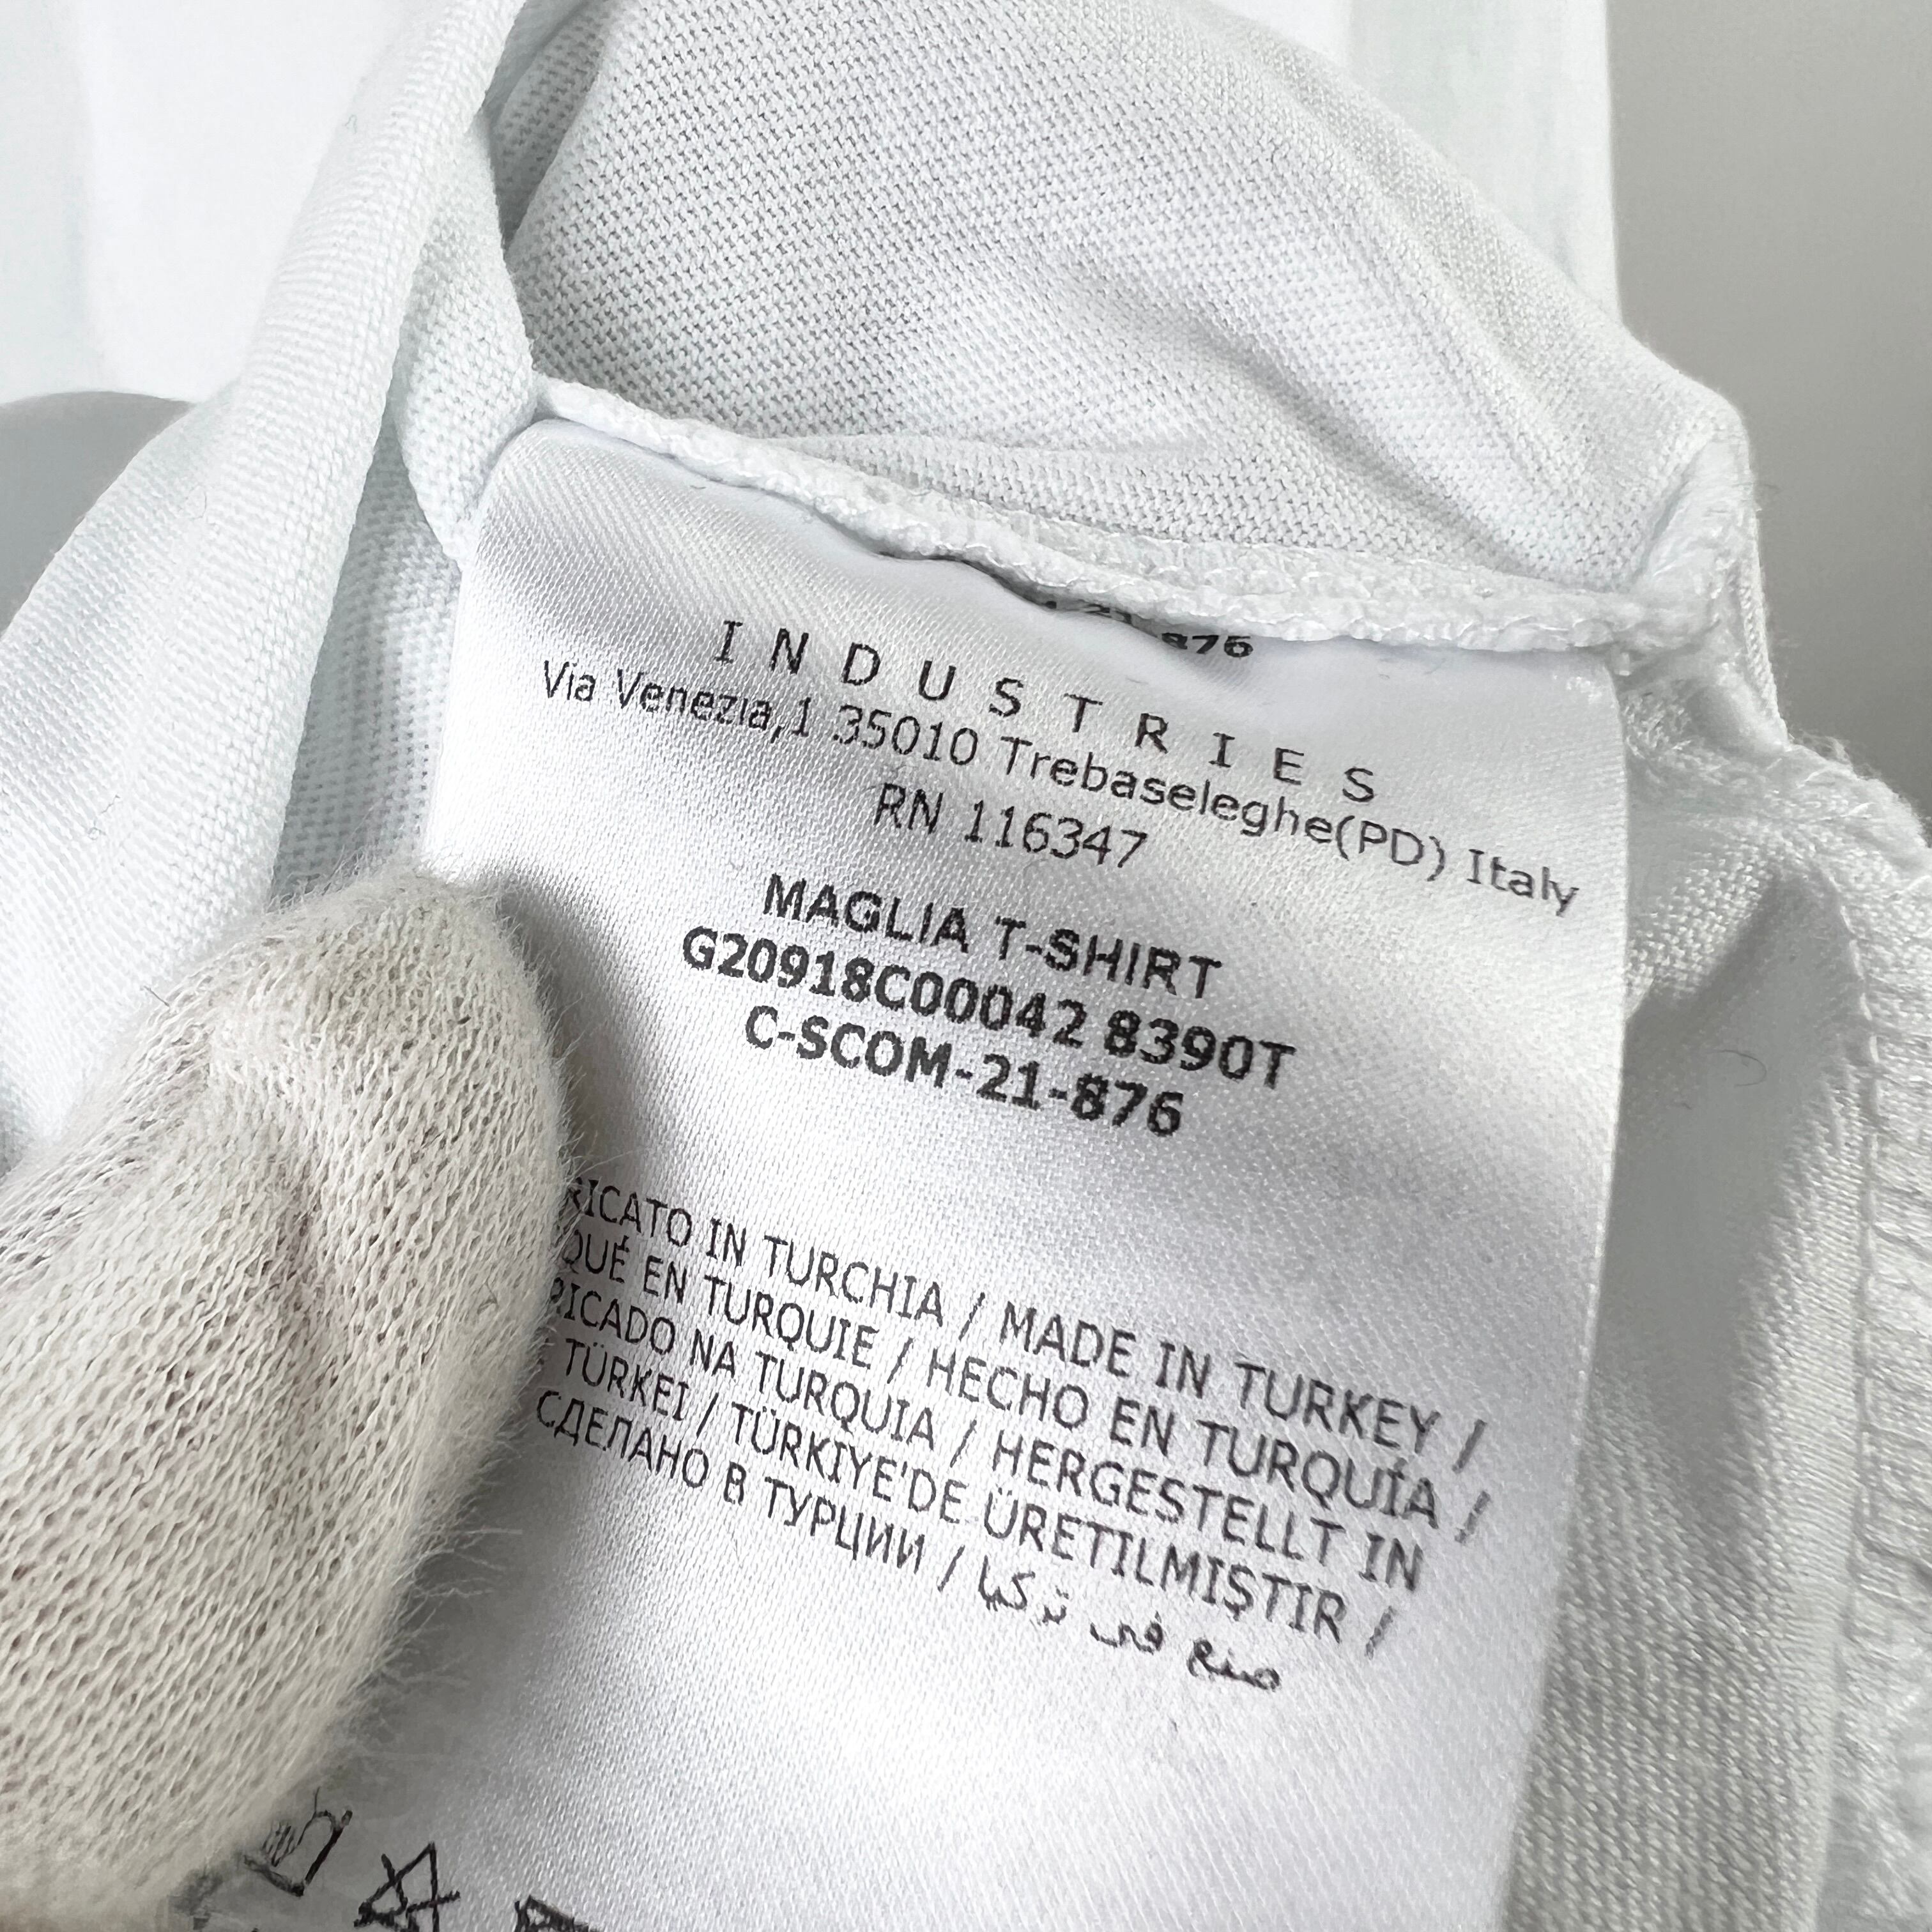 876
INDUSTRIES
Via Venezia,1 35010 Trebaseleghe(PD) Italy
RN 116347
MAGLIA T-SHIRT
G20918C00042 8390T
C-SCOM-21-876
RICATO IN TURCHIA / MADE IN TURKEY /
QUÉ EN TURQUIE / HECHO EN TURQUÍA /
RICADO NA TURQUIA / HERGESTELLT IN
TÜRKEI / TÜRKIYE'DE ÜRETILMIŞTIR /
СДЕЛАНО В ТУРЦИИ / صنع في تركيا